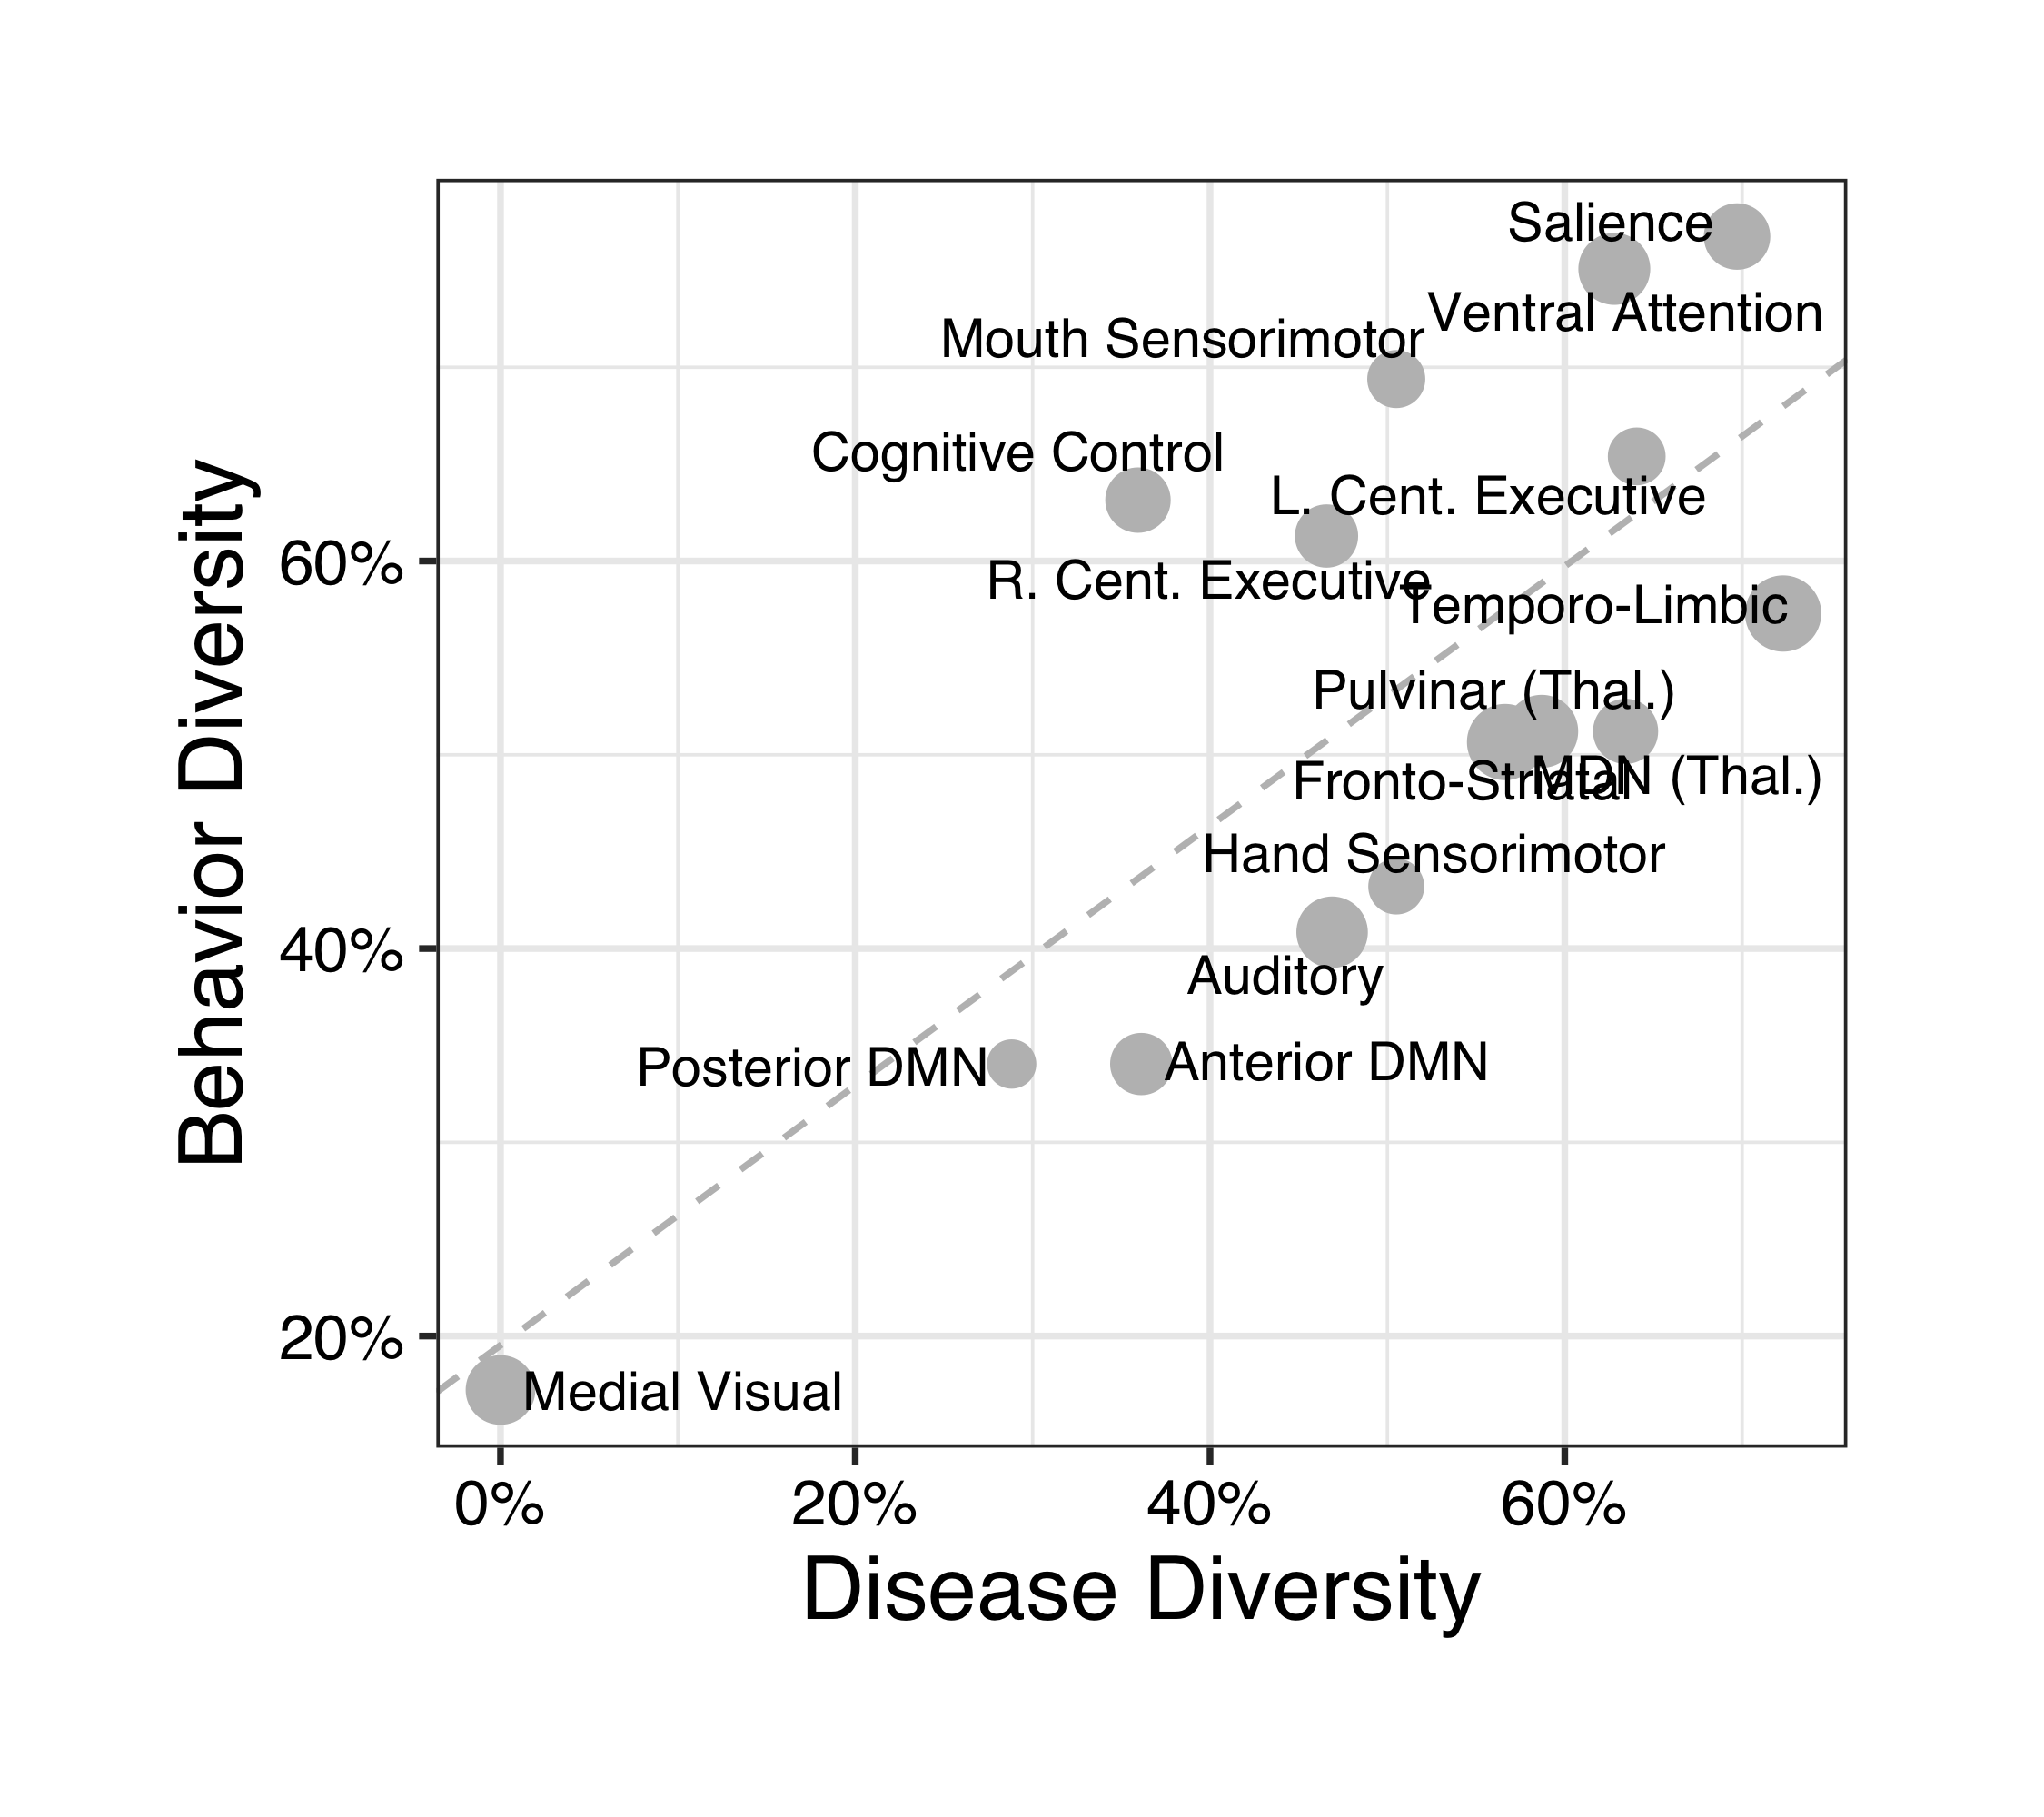 Salience
Ventral Attention
Mouth Sensorimotor
Cognitive Control
L. Cent. Executive
R. Cent. Executive
Temporo-Limbic
Pulvinar (Thal.)
Fronto-Striatal
MDN (Thal.)
Hand Sensorimotor
Auditory
Posterior DMN
Anterior DMN
Medial Visual
60%
40%
20%
0%
20%
40%
60%
Behavior Diversity
Disease Diversity